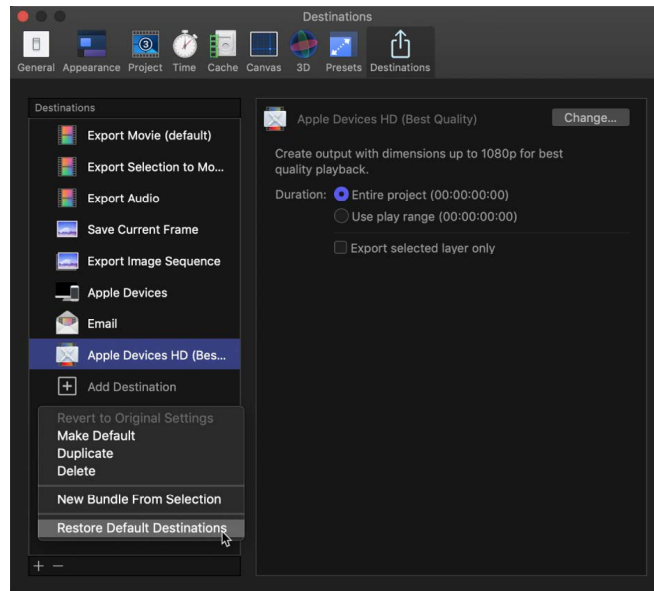 Destinations
General Appearance Project Time Cache Canvas 3D Presets Destinations
3
Destinations
Export Movie (default)
Export Selection to Mo...
Export Audio
Save Current Frame
Export Image Sequence
Apple Devices
Email
Apple Devices HD (Bes...
Add Destination
Revert to Original Settings
Make Default
Duplicate
Delete
New Bundle From Selection
Restore Default Destinations
+ −
Apple Devices HD (Best Quality)
Change...
Create output with dimensions up to 1080p for best
quality playback.
Duration: Entire project (00:00:00:00)
Use play range (00:00:00:00)
Export selected layer only